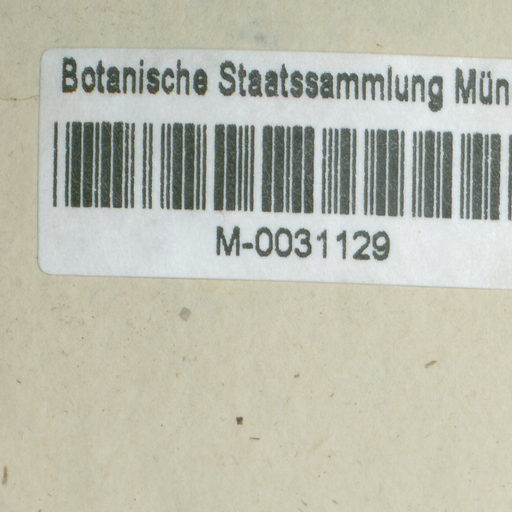 Botanische Staatssammlung Mün
M-0031129